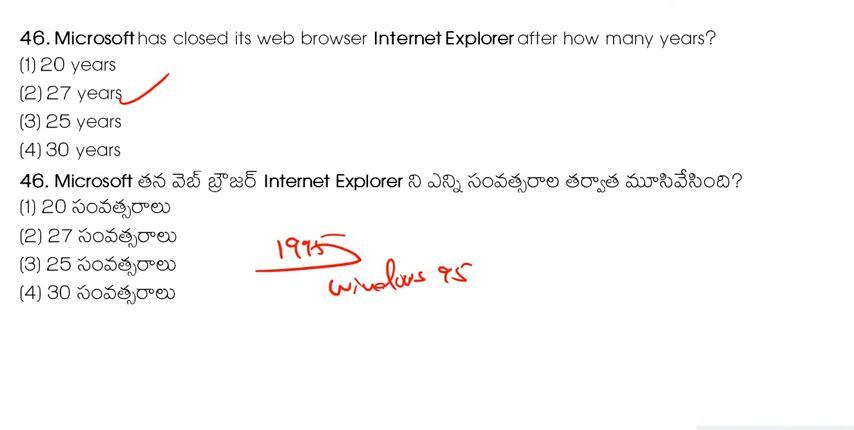 46. Microsoft has closed its web browser Internet Explorer after how many years?
(1) 20 years
(2) 27 years
(3) 25 years
(4) 30 years
46. Microsoft తన వెబ్ బ్రౌజర్ Internet Explorer ని ఎన్ని సంవత్సరాల తర్వాత మూసివేసింది?
(1) 20 సంవత్సరాలు
(2) 27 సంవత్సరాలు
1995
(3) 25 సంవత్సరాలు
windows 95
(4) 30 సంవత్సరాలు